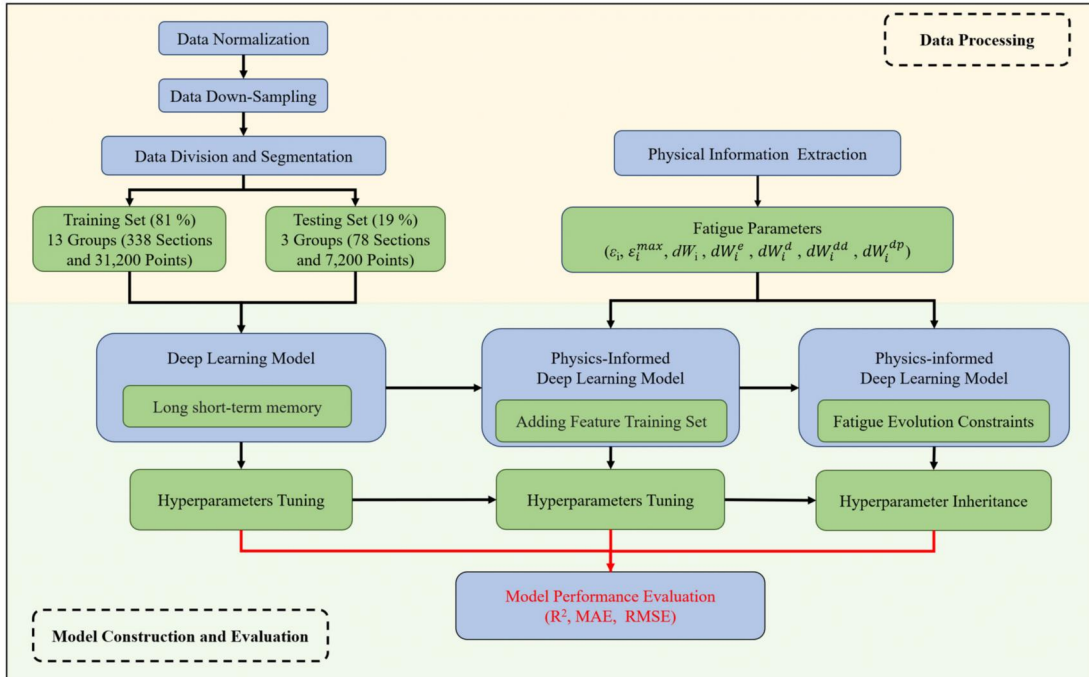 Data Normalization
Data Processing
Data Down-Sampling
Data Division and Segmentation
Physical Information Extraction
Training Set (81 %)
13 Groups (338 Sections
and 31,200 Points)
Testing Set (19 %)
3 Groups (78 Sections
and 7,200 Points)
Fatigue Parameters
(εᵢ, εᵢᵐᵃˣ, dWᵢ, dWᵢᵉ, dWᵢᵈ, dWᵢᵈᵈ, dWᵢᵈᵖ)
Deep Learning Model
Long short-term memory
Physics-Informed
Deep Learning Model
Adding Feature Training Set
Physics-informed
Deep Learning Model
Fatigue Evolution Constraints
Hyperparameters Tuning
Hyperparameters Tuning
Hyperparameter Inheritance
Model Performance Evaluation
(R², MAE, RMSE)
Model Construction and Evaluation